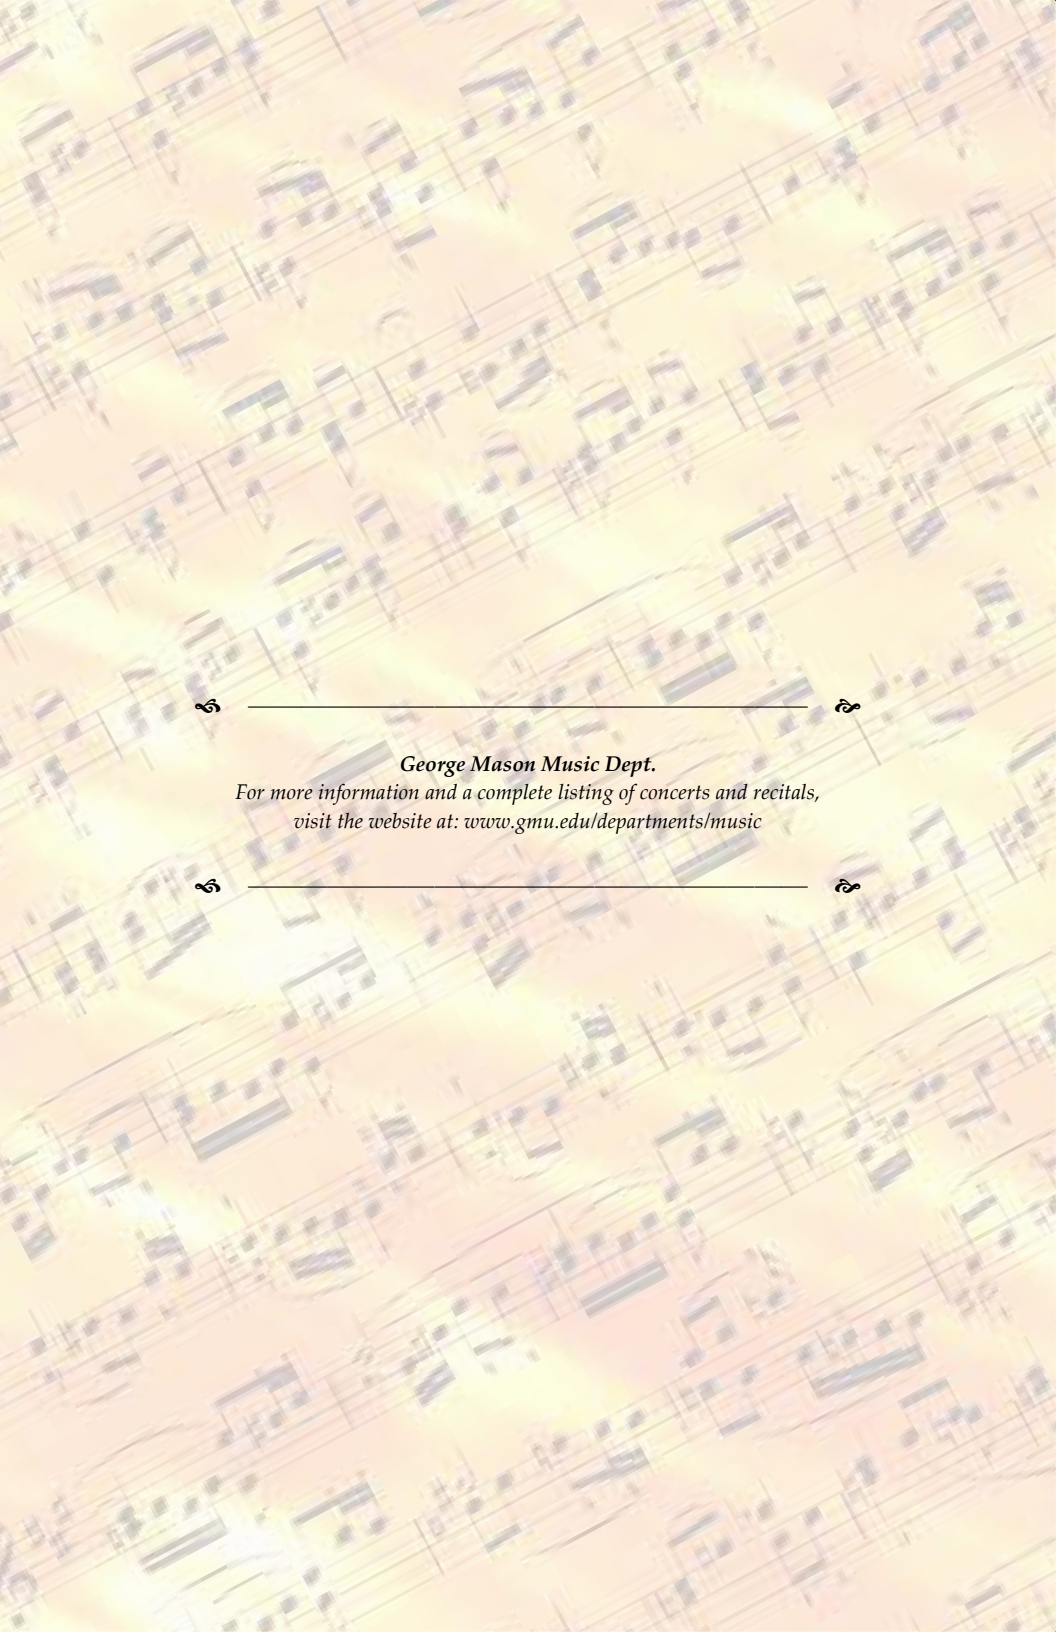 George Mason Music Dept.
For more information and a complete listing of concerts and recitals,
visit the website at: www.gmu.edu/departments/music